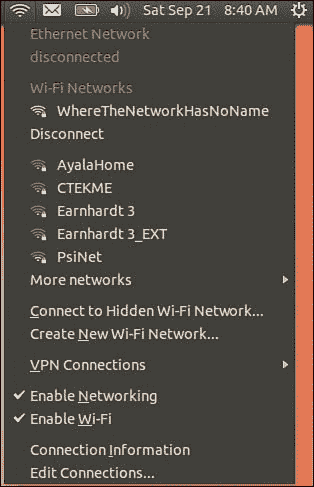 Sat Sep 21 8:40 AM
Ethernet Network
disconnected
Wi-Fi Networks
WhereTheNetworkHasNoName
Disconnect
AyalaHome
CTEKME
Earnhardt 3
Earnhardt 3_EXT
PsiNet
More networks
Connect to Hidden Wi-Fi Network...
Create New Wi-Fi Network...
VPN Connections
Enable Networking
Enable Wi-Fi
Connection Information
Edit Connections...